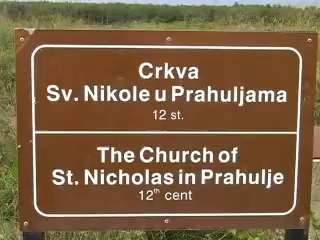 Crkva
Sv. Nikole u Prahuljama
12 st.
The Church of
St. Nicholas in Prahulje
12th cent